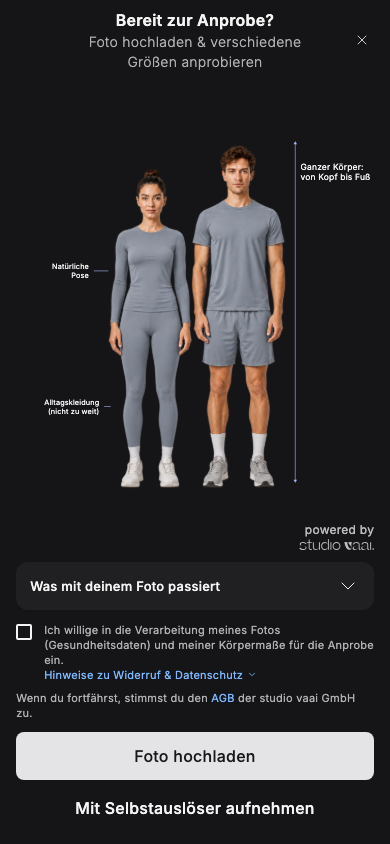 Bereit zur Anprobe?
Foto hochladen & verschiedene
Größen anprobieren
Ganzer Körper:
von Kopf bis Fuß
Natürliche
Pose
Alltagskleidung
(nicht zu weit)
powered by
studio vaai.
Was mit deinem Foto passiert
Ich willige in die Verarbeitung meines Fotos
(Gesundheitsdaten) und meiner Körpermaße für die Anprobe
ein.
Hinweise zu Widerruf & Datenschutz
Wenn du fortfährst, stimmst du den AGB der studio vaai GmbH
zu.
Foto hochladen
Mit Selbstauslöser aufnehmen